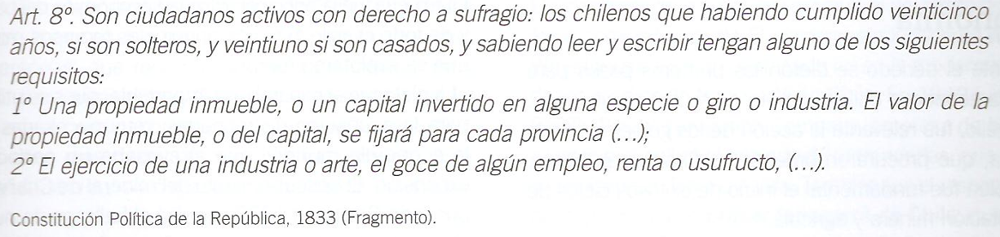 Art. 8º. Son ciudadanos activos con derecho a sufragio: los chilenos que habiendo cumplido veinticinco
años, si son solteros, y veintiuno si son casados, y sabiendo leer y escribir tengan alguno de los siguientes
requisitos:
1º Una propiedad inmueble, o un capital invertido en alguna especie o giro o industria. El valor de la
propiedad inmueble, o del capital, se fijará para cada provincia (...);
2º El ejercicio de una industria o arte, el goce de algún empleo, renta o usufructo, (...).
Constitución Política de la República, 1833 (Fragmento).